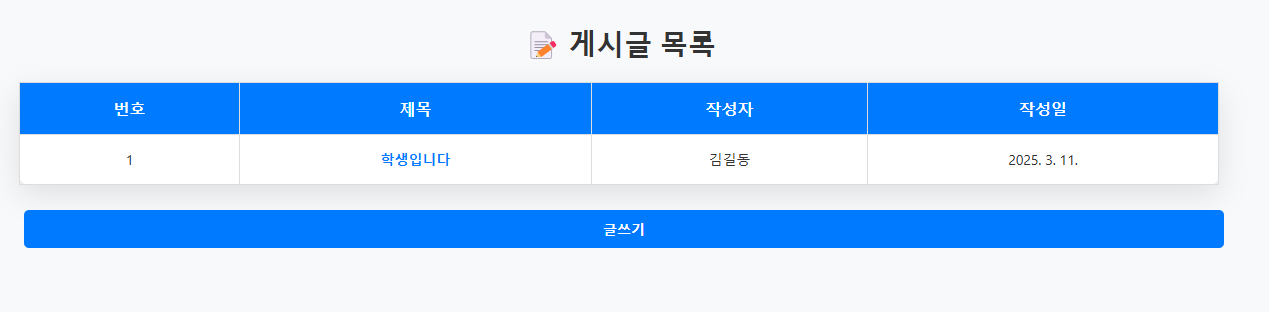 게시글 목록
번호 제목 작성자 작성일
1 학생입니다 김길동 2025. 3. 11.
글쓰기